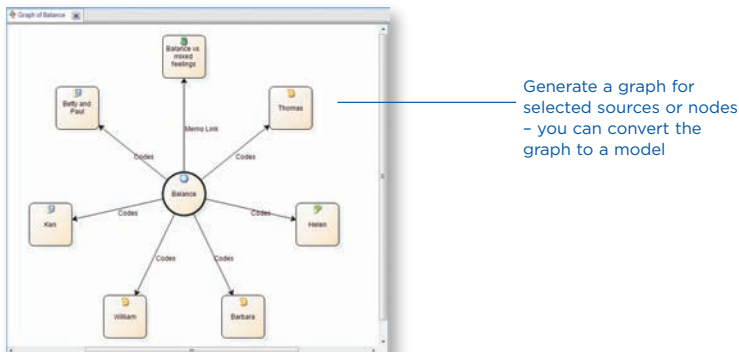 Graph of Balance
Balance vs.
mixed
feelings
Betty and
Paul
Thomas
Memo Link
Codes
Codes
Balance
Ken
Codes
Codes
Helen
Codes
Codes
William
Barbara
Generate a graph for
selected sources or nodes
– you can convert the
graph to a model